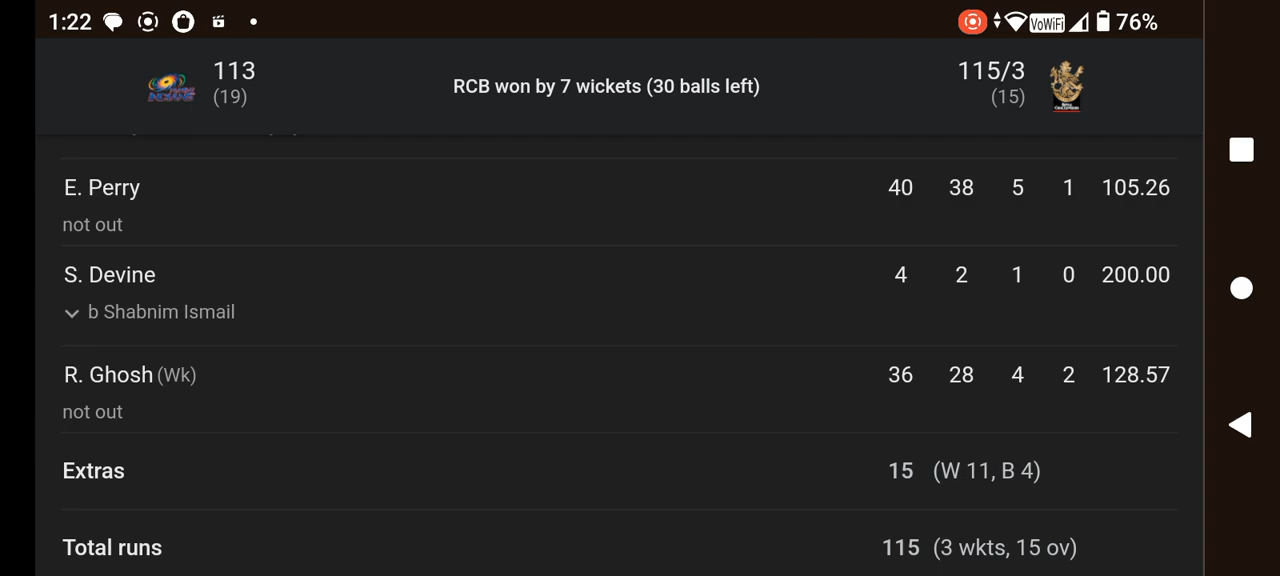 1:22 VoWiFi 76%
113 RCB won by 7 wickets (30 balls left) 115/3
(19) (15)
E. Perry 40 38 5 1 105.26
not out
S. Devine 4 2 1 0 200.00
b Shabnim Ismail
R. Ghosh (Wk) 36 28 4 2 128.57
not out
Extras 15 (W 11, B 4)
Total runs 115 (3 wkts, 15 ov)